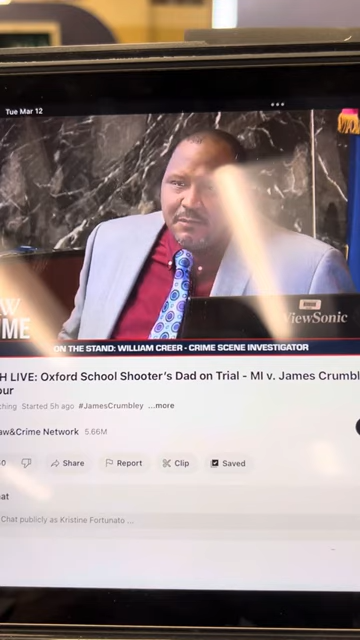 Tue Mar 12
ViewSonic
ME
ON THE STAND: WILLIAM CREER - CRIME SCENE INVESTIGATOR
H LIVE: Oxford School Shooter's Dad on Trial - MI v. James Crumbl
our
ching Started 5h ago #JamesCrumbley ...more
aw&Crime Network 5.66M
Share Report Clip Saved
at
Chat publicly as Kristine Fortunato ...